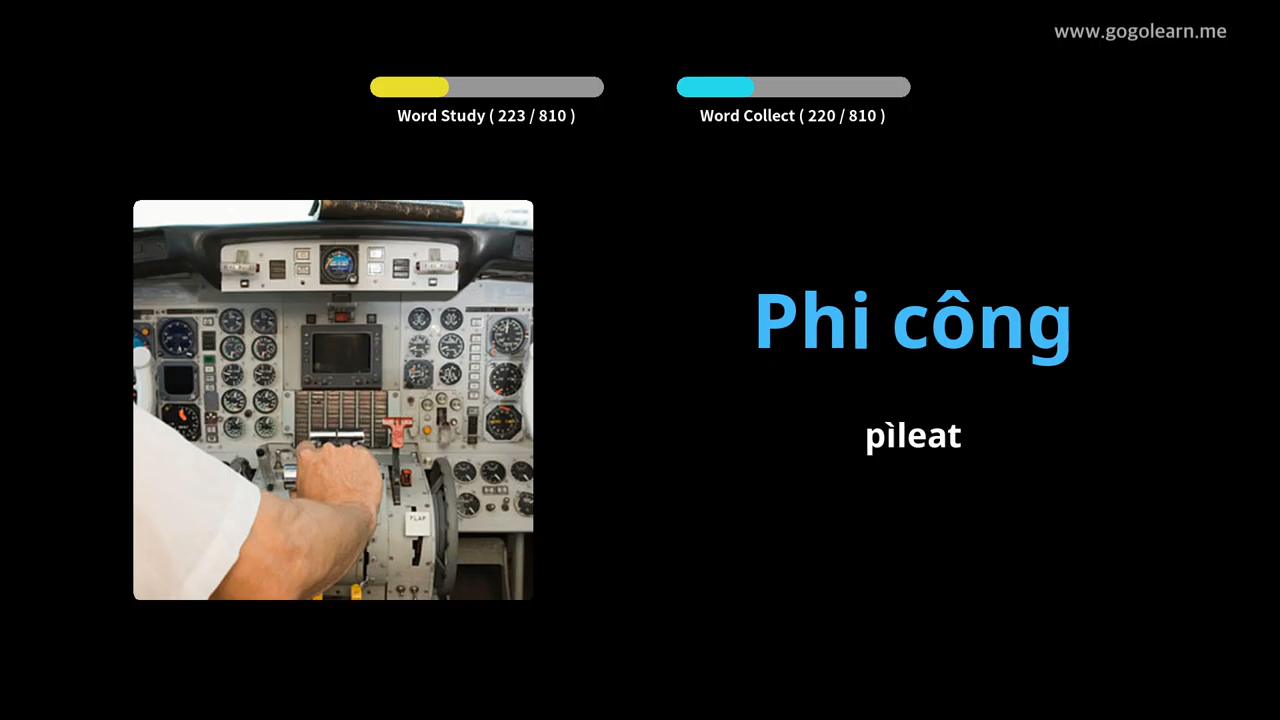 www.gogolearn.me
Word Study ( 223 / 810 )
Word Collect ( 220 / 810 )
Phi công
pìleat
FLAP